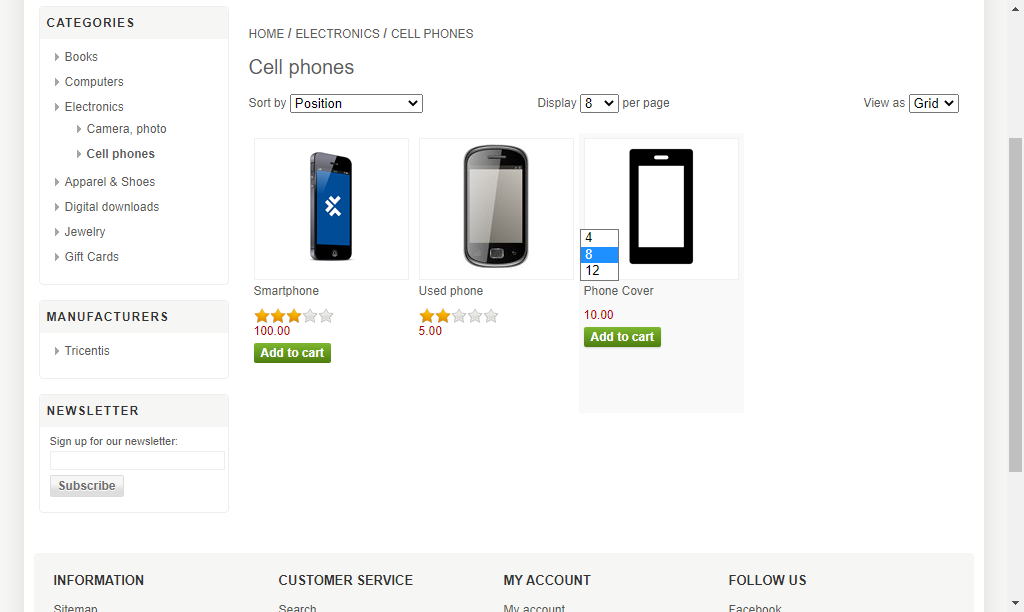 CATEGORIES
Books
Computers
Electronics
Camera, photo
Cell phones
Apparel & Shoes
Digital downloads
Jewelry
Gift Cards
MANUFACTURERS
Tricentis
NEWSLETTER
Sign up for our newsletter:
Subscribe
HOME / ELECTRONICS / CELL PHONES
Cell phones
Sort by Position Display 8 per page View as Grid
4
8
12
Smartphone
100.00
Add to cart
Used phone
5.00
Phone Cover
10.00
Add to cart
INFORMATION
Sitemap
CUSTOMER SERVICE
Search
MY ACCOUNT
My account
FOLLOW US
Facebook